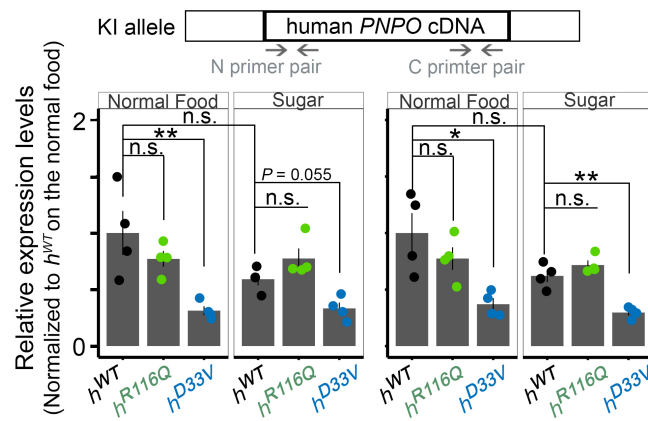 KI allele
human PNPO cDNA
N primer pair
C primter pair
Relative expression levels
(Normalized to hWT on the normal food)
2
0
Normal Food
Sugar
n.s.
**
n.s.
P = 0.055
n.s.
hWT
hR116Q
hD33V
hWT
hR116Q
hD33V
Normal Food
Sugar
n.s.
*
n.s.
**
n.s.
hWT
hR116Q
hD33V
hWT
hR116Q
hD33V